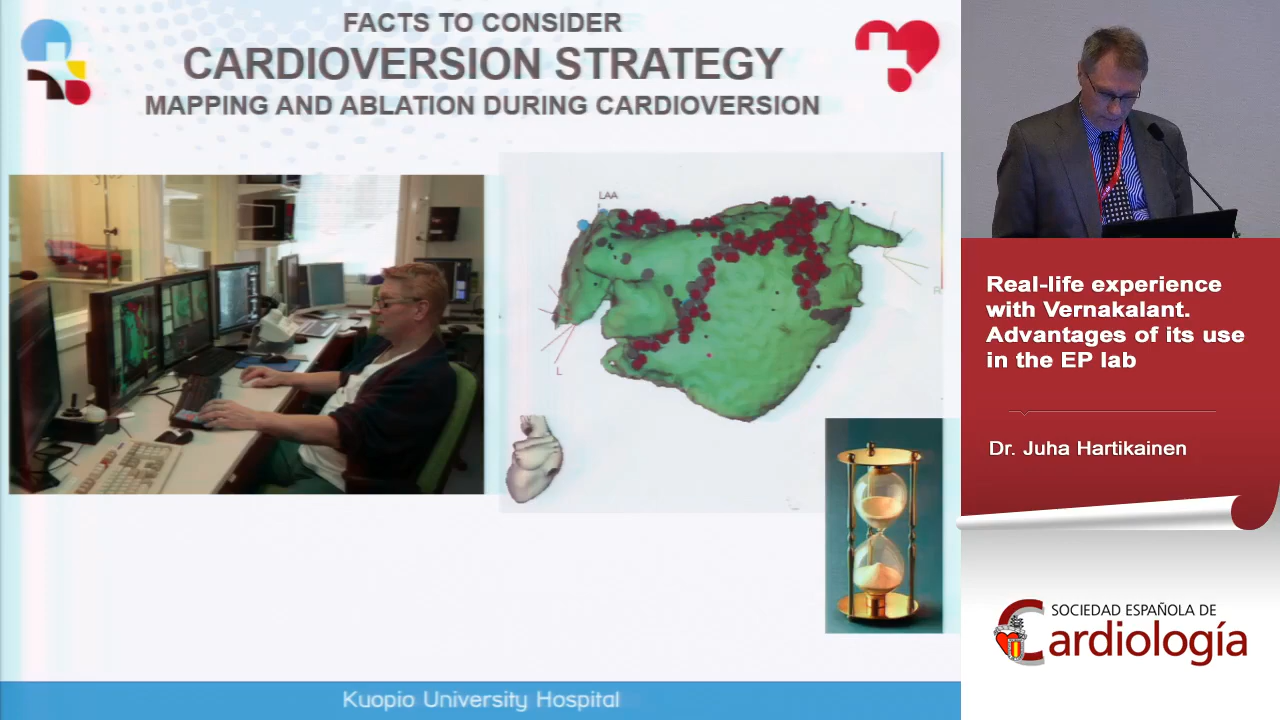 FACTS TO CONSIDER
CARDIOVERSION STRATEGY
MAPPING AND ABLATION DURING CARDIOVERSION
LAA
L
Kuopio University Hospital
Real-life experience
with Vernakalant.
Advantages of its use
in the EP lab
Dr. Juha Hartikainen
SOCIEDAD ESPAÑOLA DE
Cardiología